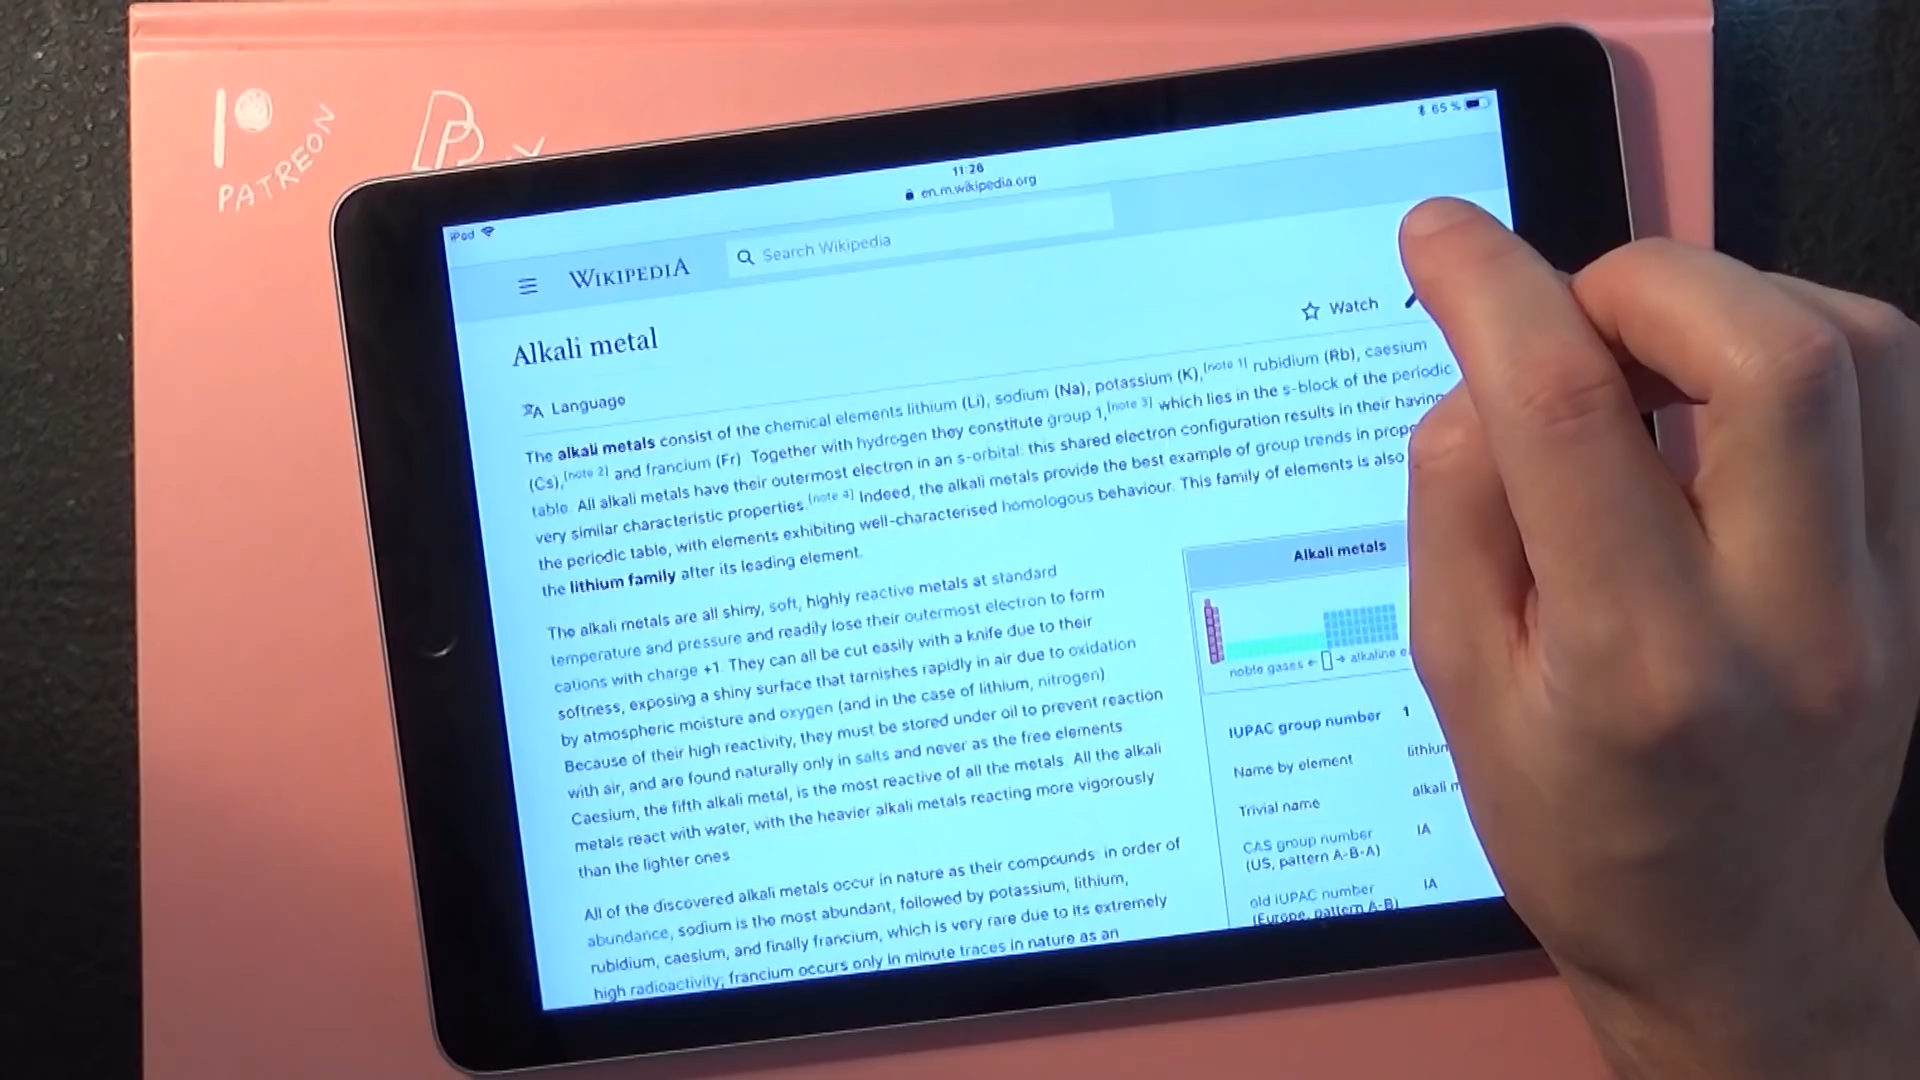 PATREON
iPad
11:26
65 %
en.m.wikipedia.org
WIKIPEDIA
Search Wikipedia
Alkali metal
Watch
Language
The alkali metals consist of the chemical elements lithium (Li), sodium (Na), potassium (K),[note 1] rubidium (Rb), caesium
(Cs),[note 2] and francium (Fr). Together with hydrogen they constitute group 1,[note 3] which lies in the s-block of the periodic
table. All alkali metals have their outermost electron in an s-orbital: this shared electron configuration results in their having
very similar characteristic properties.[note 4] Indeed, the alkali metals provide the best example of group trends in prope
the periodic table, with elements exhibiting well-characterised homologous behaviour. This family of elements is also
the lithium family after its leading element.
The alkali metals are all shiny, soft, highly reactive metals at standard
temperature and pressure and readily lose their outermost electron to form
cations with charge +1. They can all be cut easily with a knife due to their
softness, exposing a shiny surface that tarnishes rapidly in air due to oxidation
by atmospheric moisture and oxygen (and in the case of lithium, nitrogen).
Because of their high reactivity, they must be stored under oil to prevent reaction
with air, and are found naturally only in salts and never as the free elements.
Caesium, the fifth alkali metal, is the most reactive of all the metals. All the alkali
metals react with water, with the heavier alkali metals reacting more vigorously
than the lighter ones.
All of the discovered alkali metals occur in nature as their compounds: in order of
abundance, sodium is the most abundant, followed by potassium, lithium,
rubidium, caesium, and finally francium, which is very rare due to its extremely
high radioactivity; francium occurs only in minute traces in nature as an
Alkali metals
noble gases ← → alkaline e
IUPAC group number 1
Name by element lithium
Trivial name alkali m
CAS group number IA
(US, pattern A-B-A)
old IUPAC number IA
(Europe, pattern A-B)